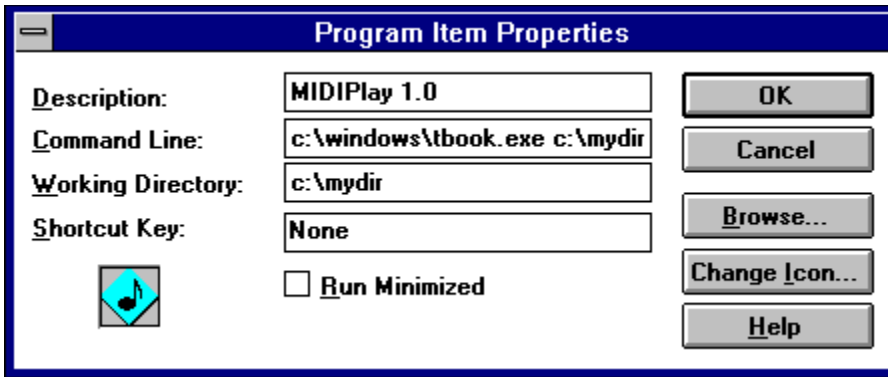 Program Item Properties
Description: MIDIPlay 1.0
Command Line: c:\windows\tbook.exe c:\mydir
Working Directory: c:\mydir
Shortcut Key: None
Run Minimized
OK
Cancel
Browse...
Change Icon...
Help